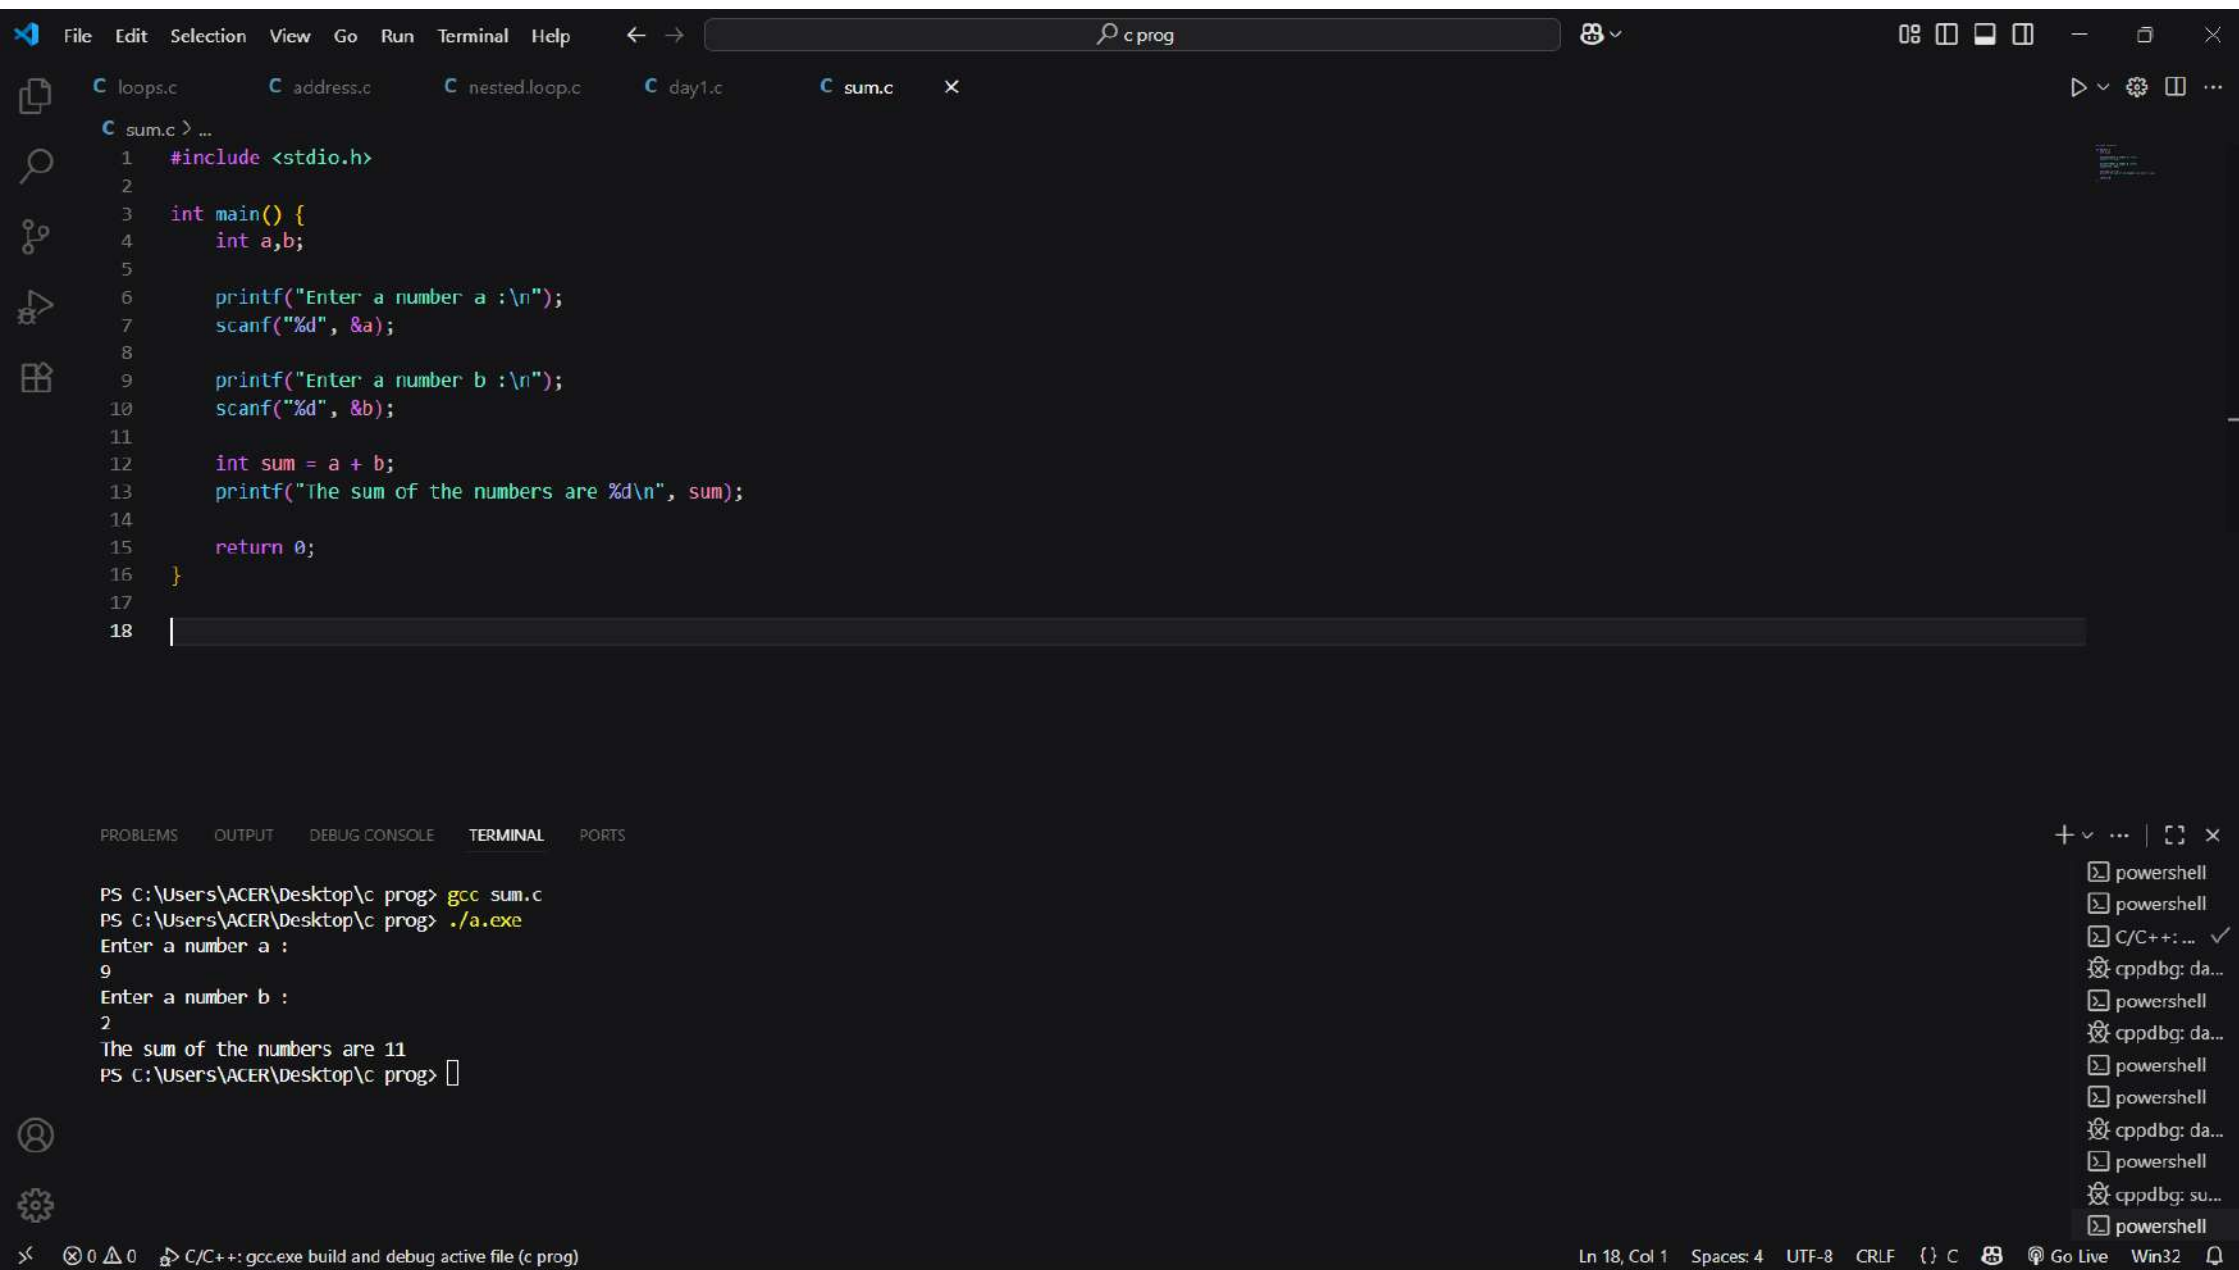 File Edit Selection View Go Run Terminal Help c prog
C loops.c C address.c C nested.loop.c C day1.c C sum.c
C sum.c > ...
1 #include <stdio.h>
2
3 int main() {
4     int a,b;
5
6     printf("Enter a number a :\n");
7     scanf("%d", &a);
8
9     printf("Enter a number b :\n");
10     scanf("%d", &b);
11
12     int sum = a + b;
13     printf("The sum of the numbers are %d\n", sum);
14
15     return 0;
16 }
17
18
PROBLEMS OUTPUT DEBUG CONSOLE TERMINAL PORTS
PS C:\Users\ACER\Desktop\c prog> gcc sum.c
PS C:\Users\ACER\Desktop\c prog> ./a.exe
Enter a number a :
9
Enter a number b :
2
The sum of the numbers are 11
PS C:\Users\ACER\Desktop\c prog>
powershell
powershell
C/C++: ...
cppdbg: da...
powershell
cppdbg: da...
powershell
powershell
cppdbg: da...
powershell
cppdbg: su...
powershell
0 0 C/C++: gcc.exe build and debug active file (c prog) Ln 18, Col 1 Spaces: 4 UTF-8 CRLF {} C Go Live Win32